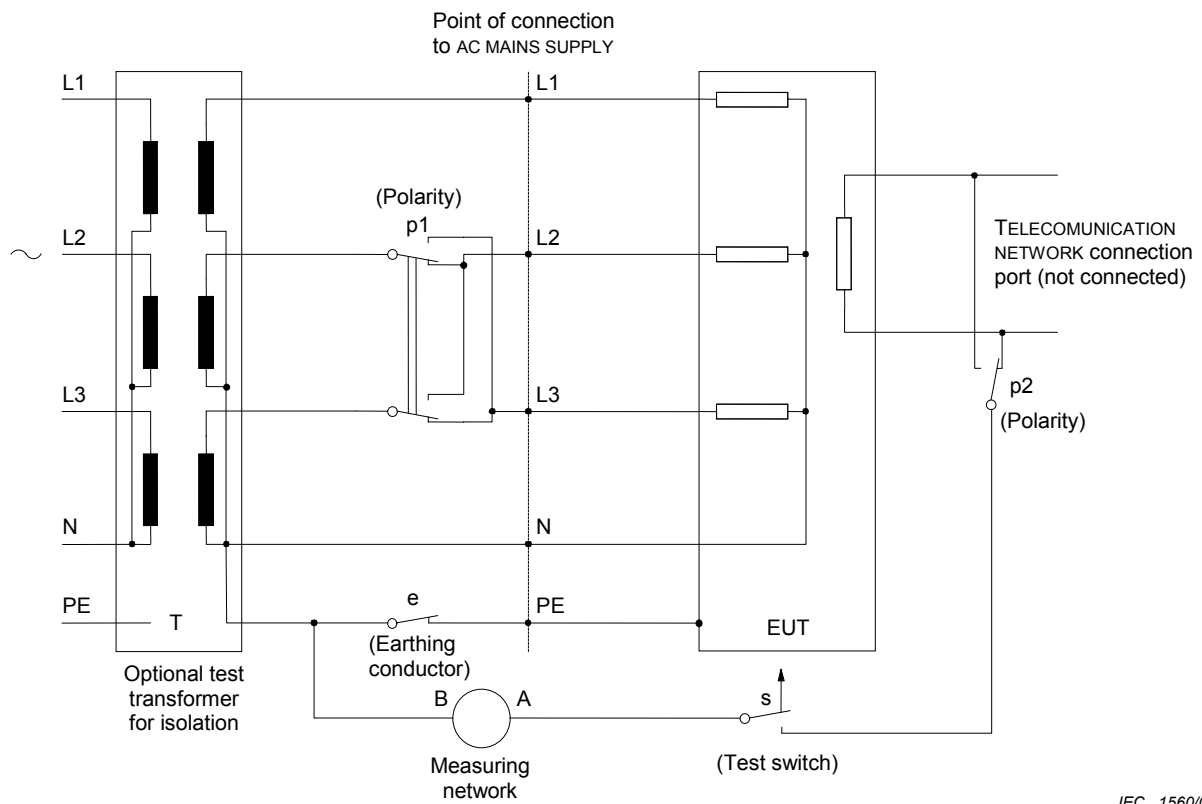 Point of connection
to AC MAINS SUPPLY
L1
L1
(Polarity)
p1
L2
L2
TELECOMUNICATION
NETWORK connection
port (not connected)
L3
L3
p2
(Polarity)
N
N
PE
T
e
PE
EUT
(Earthing
conductor)
Optional test
transformer
for isolation
B
A
s
Measuring
network
(Test switch)